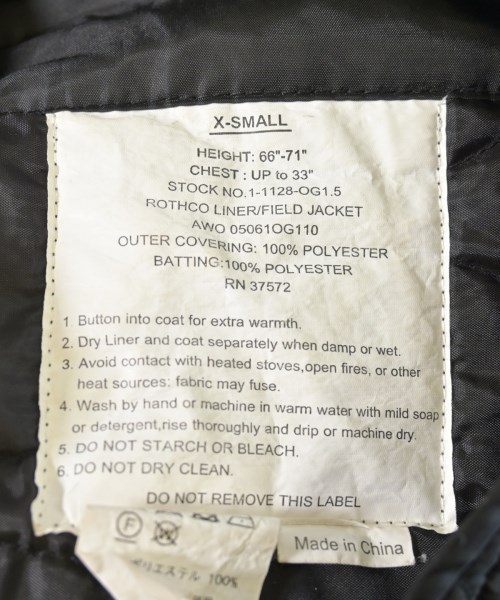 X-SMALL
HEIGHT: 66"-71"
CHEST : UP to 33"
STOCK NO.1-1128-OG1.5
ROTHCO LINER/FIELD JACKET
AWO 05061OG110
OUTER COVERING: 100% POLYESTER
BATTING:100% POLYESTER
RN 37572
1. Button into coat for extra warmth.
2. Dry Liner and coat separately when damp or wet.
3. Avoid contact with heated stoves,open fires, or other
heat sources: fabric may fuse.
4. Wash by hand or machine in warm water with mild soap
or detergent,rise thoroughly and drip or machine dry.
5. DO NOT STARCH OR BLEACH.
6. DO NOT DRY CLEAN.
DO NOT REMOVE THIS LABEL
F
Made in China
ポリエステル 100%